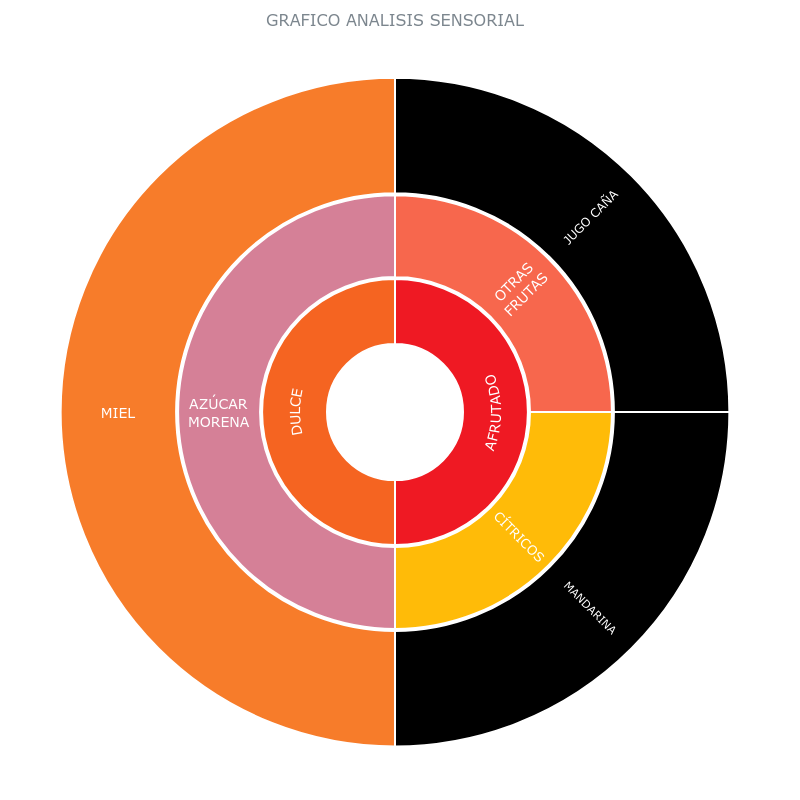 GRAFICO ANALISIS SENSORIAL
JUGO CAÑA
OTRAS
FRUTAS
AFRUTADO
DULCE
AZÚCAR
MORENA
MIEL
CÍTRICOS
MANDARINA